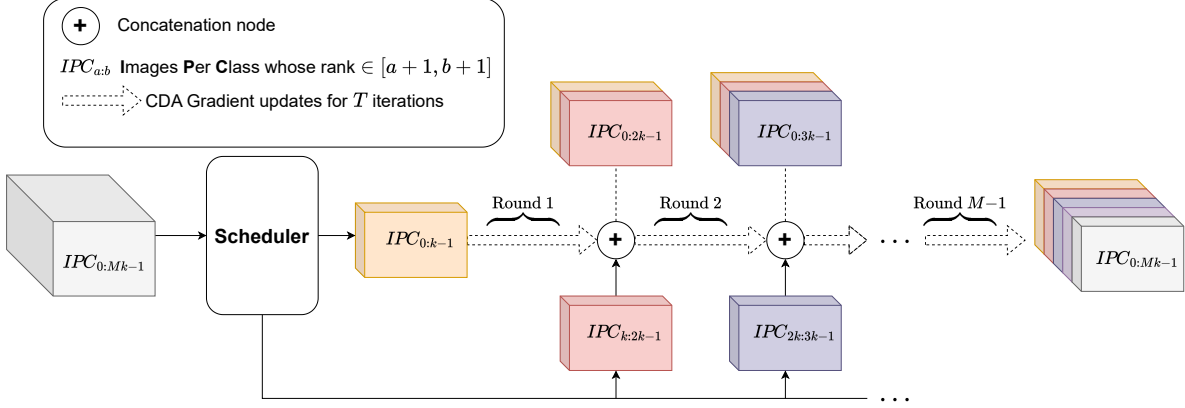 + Concatenation node
IPC_{a:b} Images Per Class whose rank ∈ [a + 1, b + 1]
CDA Gradient updates for T iterations
IPC_{0:2k−1}
IPC_{0:3k−1}
Round 1
Round 2
Round M−1
IPC_{0:Mk−1}
Scheduler
IPC_{0:k−1}
+
+
...
IPC_{0:Mk−1}
IPC_{k:2k−1}
IPC_{2k:3k−1}
...